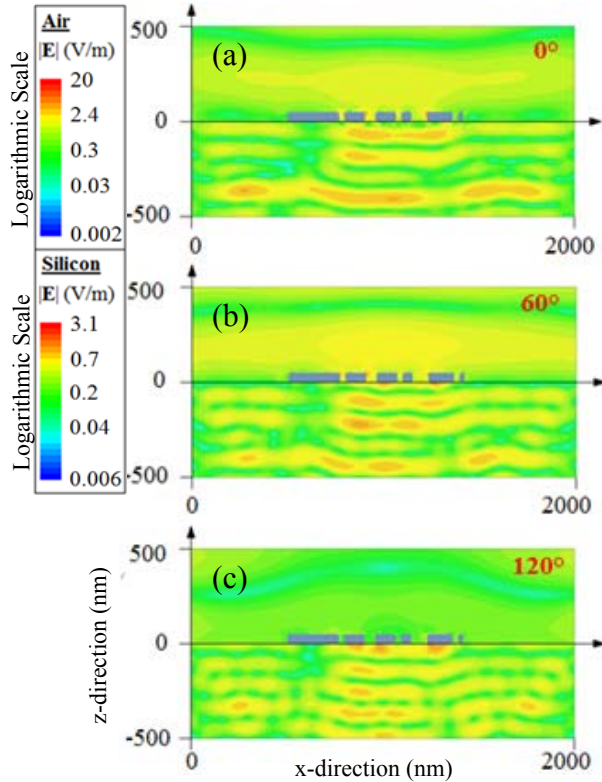 Air
|E| (V/m)
20
2.4
0.3
0.03
0.002
Logarithmic Scale
Silicon
|E| (V/m)
3.1
0.7
0.2
0.04
0.006
Logarithmic Scale
500
(a)
0°
0
-500
0
2000
500
(b)
60°
0
-500
0
2000
500
(c)
120°
0
-500
z-direction (nm)
0
x-direction (nm)
2000